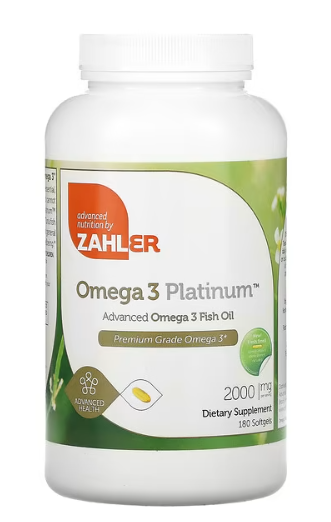 advanced
nutrition by
ZAHLER
Omega 3 Platinum™
Advanced Omega 3 Fish Oil
Premium Grade Omega 3*
2000 mg
ADVANCED
HEALTH
Dietary Supplement
180 Softgels